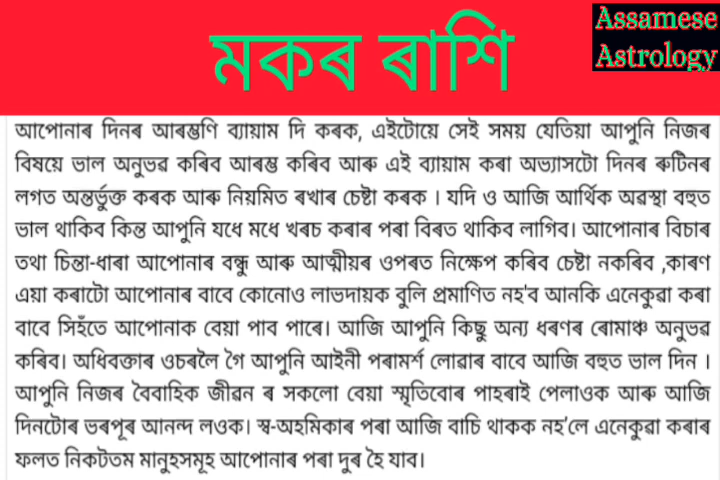 মকৰ ৰাশি
Assamese
Astrology
আপোনাৰ দিনৰ আৰম্ভণি ব্যায়াম দি কৰক, এইটোয়ে সেই সময় যেতিয়া আপুনি নিজৰ
বিষয়ে ভাল অনুভৱ কৰিব আৰম্ভ কৰিব আৰু এই ব্যায়াম কৰা অভ্যাসটো দিনৰ ৰুটিনৰ
লগত অন্তৰ্ভুক্ত কৰক আৰু নিয়মিত ৰখাৰ চেষ্টা কৰক । যদি ও আজি আৰ্থিক অৱস্থা বহুত
ভাল থাকিব কিন্ত আপুনি যধে মধে খৰচ কৰাৰ পৰা বিৰত থাকিব লাগিব। আপোনাৰ বিচাৰ
তথা চিন্তা-ধাৰা আপোনাৰ বন্ধু আৰু আত্মীয়ৰ ওপৰত নিক্ষেপ কৰিব চেষ্টা নকৰিব ,কাৰণ
এয়া কৰাটো আপোনাৰ বাবে কোনোও লাভদায়ক বুলি প্ৰমাণিত নহ'ব আনকি এনেকুৱা কৰা
বাবে সিহঁতে আপোনাক বেয়া পাব পাৰে। আজি আপুনি কিছু অন্য ধৰণৰ ৰোমাঞ্চ অনুভৱ
কৰিব। অধিবক্তাৰ ওচৰলৈ গৈ আপুনি আইনী পৰামৰ্শ লোৱাৰ বাবে আজি বহুত ভাল দিন ।
আপুনি নিজৰ বৈবাহিক জীৱন ৰ সকলো বেয়া স্মৃতিবোৰ পাহৰাই পেলাওক আৰু আজি
দিনটোৰ ভৰপূৰ আনন্দ লওক। স্ব-অহমিকাৰ পৰা আজি বাচি থাকক নহ'লে এনেকুৱা কৰাৰ
ফলত নিকটতম মানুহসমূহ আপোনাৰ পৰা দুৰ হৈ যাব।